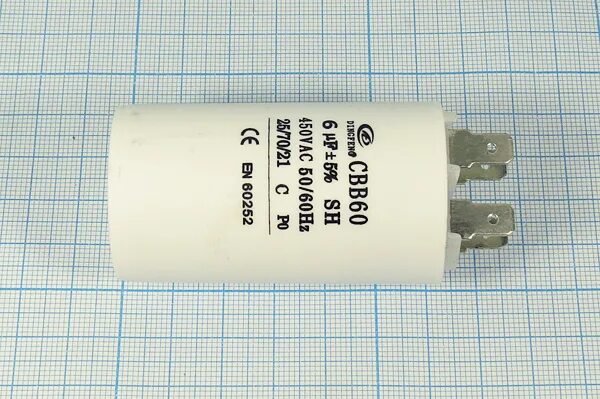 DINGFENG CBB60
6 µF±5% SH
450VAC 50/60Hz
25/70/21 C P0
CE EN 60252